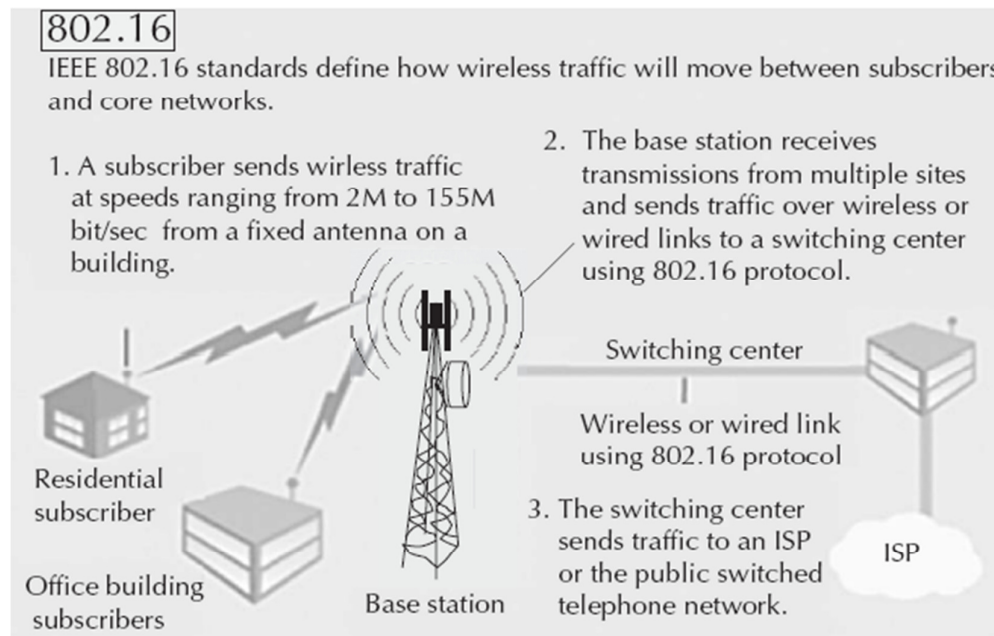 802.16
IEEE 802.16 standards define how wireless traffic will move between subscribers
and core networks.
1. A subscriber sends wirless traffic
at speeds ranging from 2M to 155M
bit/sec from a fixed antenna on a
building.
2. The base station receives
transmissions from multiple sites
and sends traffic over wireless or
wired links to a switching center
using 802.16 protocol.
Switching center
Wireless or wired link
using 802.16 protocol
Residential
subscriber
3. The switching center
sends traffic to an ISP
or the public switched
telephone network.
ISP
Office building
subscribers
Base station